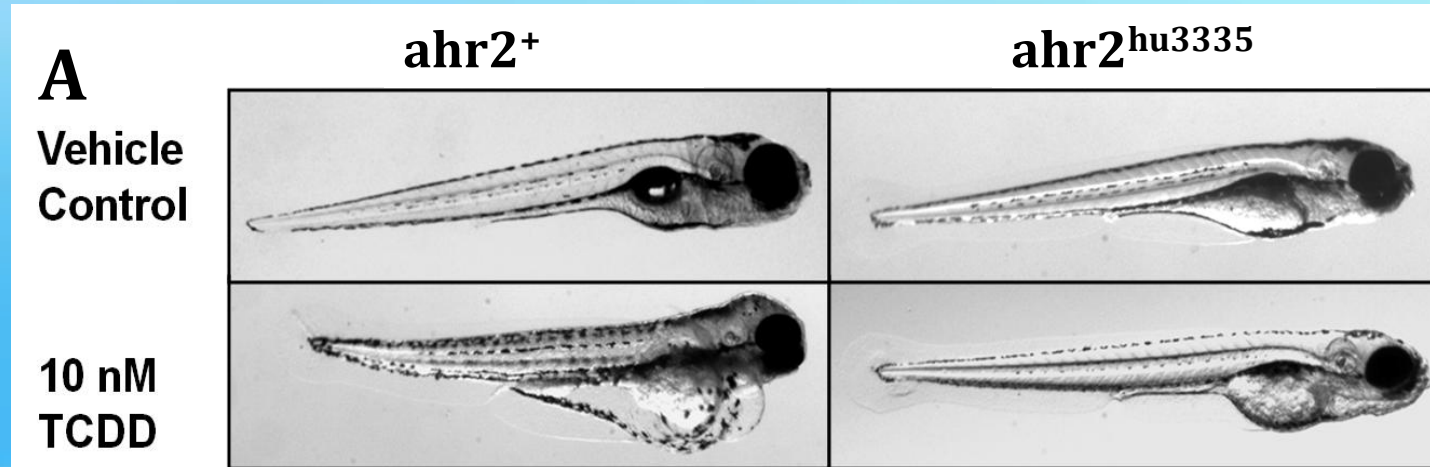 A
ahr2⁺
ahr2ʰᵘ³³³⁵
Vehicle
Control
10 nM
TCDD